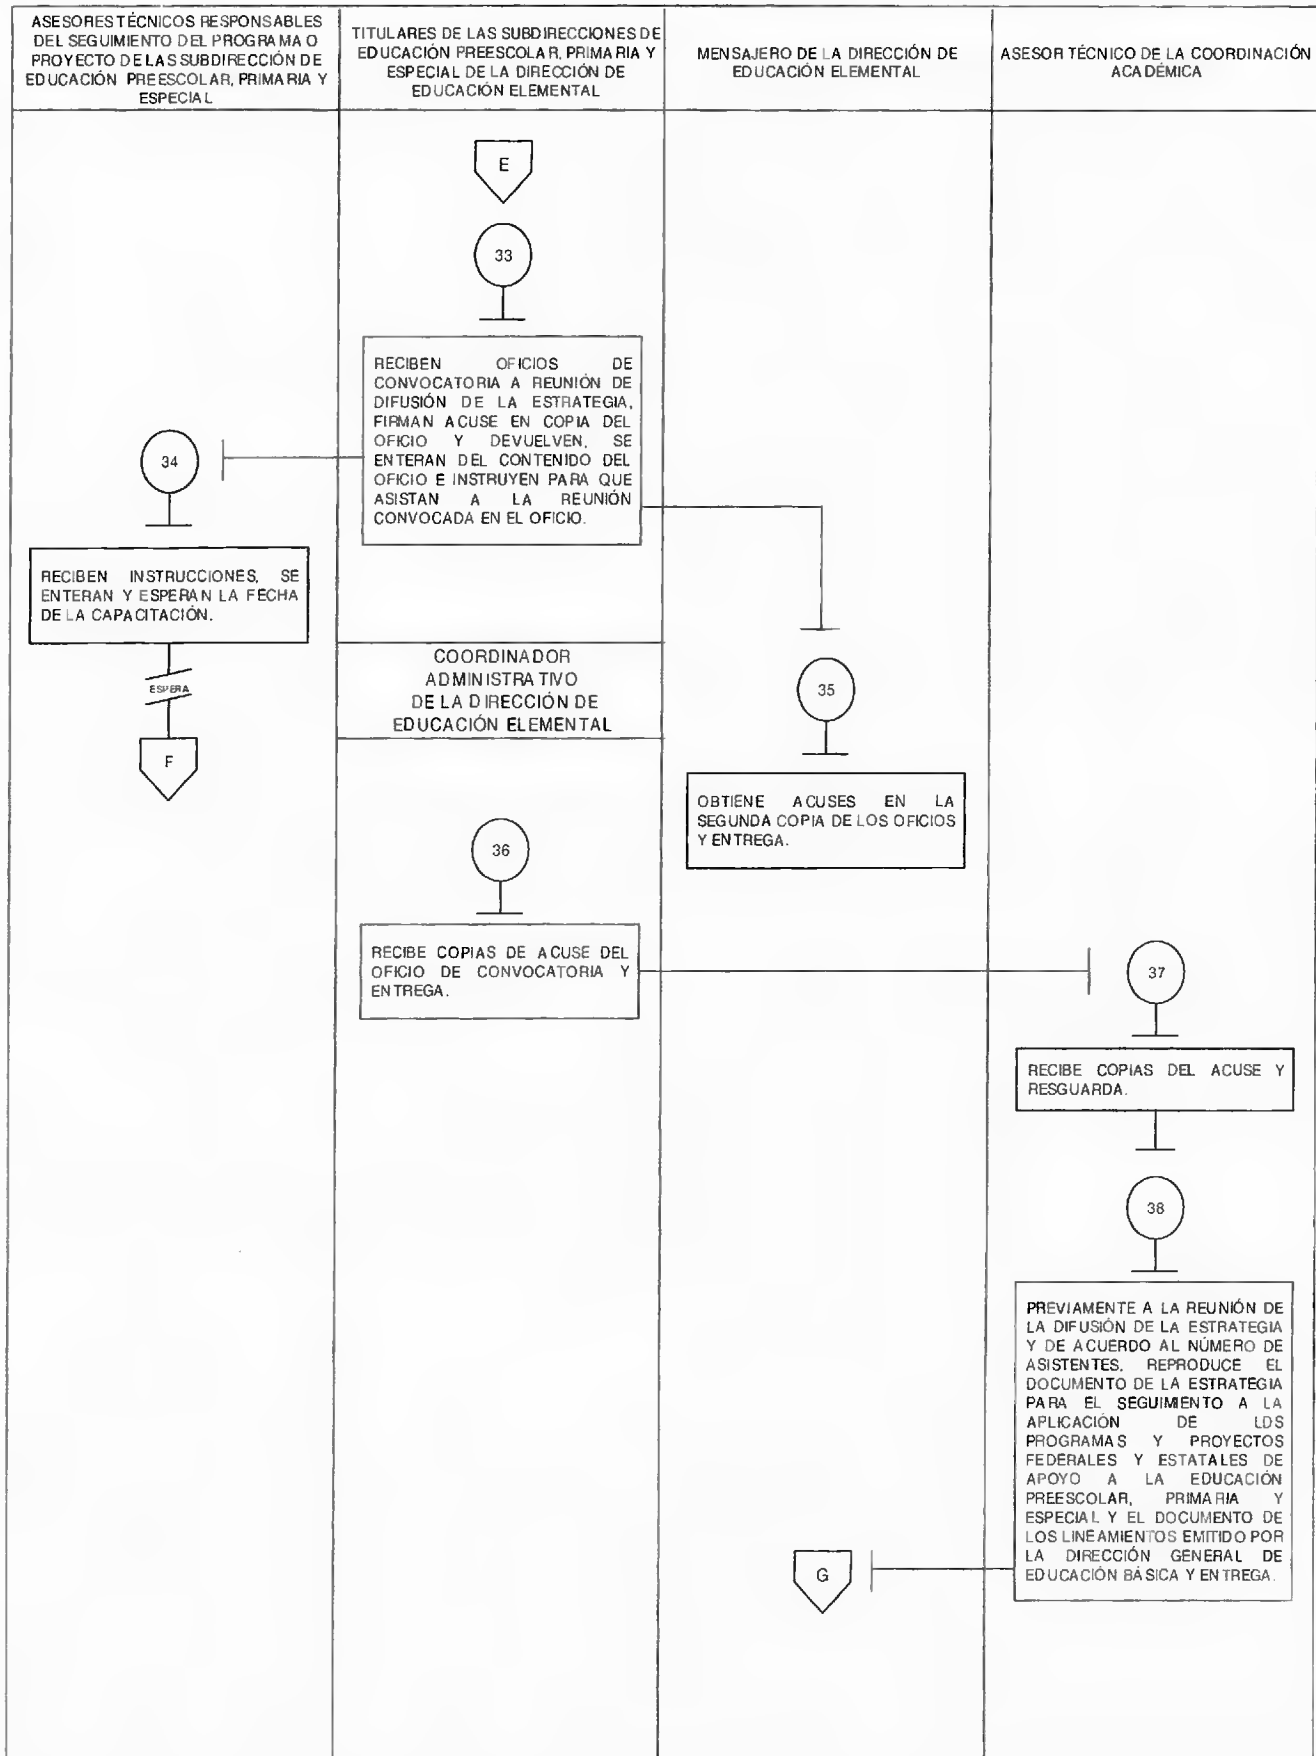 ASESORES TÉCNICOS RESPONSABLES
DEL SEGUIMIENTO DEL PROGRAMA O
PROYECTO DE LAS SUBDIRECCIÓN DE
EDUCACIÓN PREESCOLAR, PRIMARIA Y
ESPECIAL
TITULARES DE LAS SUBDIRECCIONES DE
EDUCACIÓN PREESCOLAR, PRIMARIA Y
ESPECIAL DE LA DIRECCIÓN DE
EDUCACIÓN ELEMENTAL
MENSAJERO DE LA DIRECCIÓN DE
EDUCACIÓN ELEMENTAL
ASESOR TÉCNICO DE LA COORDINACIÓN
ACADÉMICA
E
33
RECIBEN OFICIOS DE
CONVOCATORIA A REUNIÓN DE
DIFUSIÓN DE LA ESTRATEGIA,
FIRMAN ACUSE EN COPIA DEL
OFICIO Y DEVUELVEN, SE
ENTERAN DEL CONTENIDO DEL
OFICIO E INSTRUYEN PARA QUE
ASISTAN A LA REUNIÓN
CONVOCADA EN EL OFICIO.
34
RECIBEN INSTRUCCIONES, SE
ENTERAN Y ESPERAN LA FECHA
DE LA CAPACITACIÓN.
ESPERA
F
COORDINADOR
ADMINISTRATIVO
DE LA DIRECCIÓN DE
EDUCACIÓN ELEMENTAL
35
OBTIENE ACUSES EN LA
SEGUNDA COPIA DE LOS OFICIOS
Y ENTREGA.
36
RECIBE COPIAS DE ACUSE DEL
OFICIO DE CONVOCATORIA Y
ENTREGA.
37
RECIBE COPIAS DEL ACUSE Y
RESGUARDA.
38
PREVIAMENTE A LA REUNIÓN DE
LA DIFUSIÓN DE LA ESTRATEGIA
Y DE ACUERDO AL NÚMERO DE
ASISTENTES, REPRODUCE EL
DOCUMENTO DE LA ESTRATEGIA
PARA EL SEGUIMIENTO A LA
APLICACIÓN DE LOS
PROGRAMAS Y PROYECTOS
FEDERALES Y ESTATALES DE
APOYO A LA EDUCACIÓN
PREESCOLAR, PRIMARIA Y
ESPECIAL Y EL DOCUMENTO DE
LOS LINEAMIENTOS EMITIDO POR
LA DIRECCIÓN GENERAL DE
EDUCACIÓN BÁSICA Y ENTREGA.
G